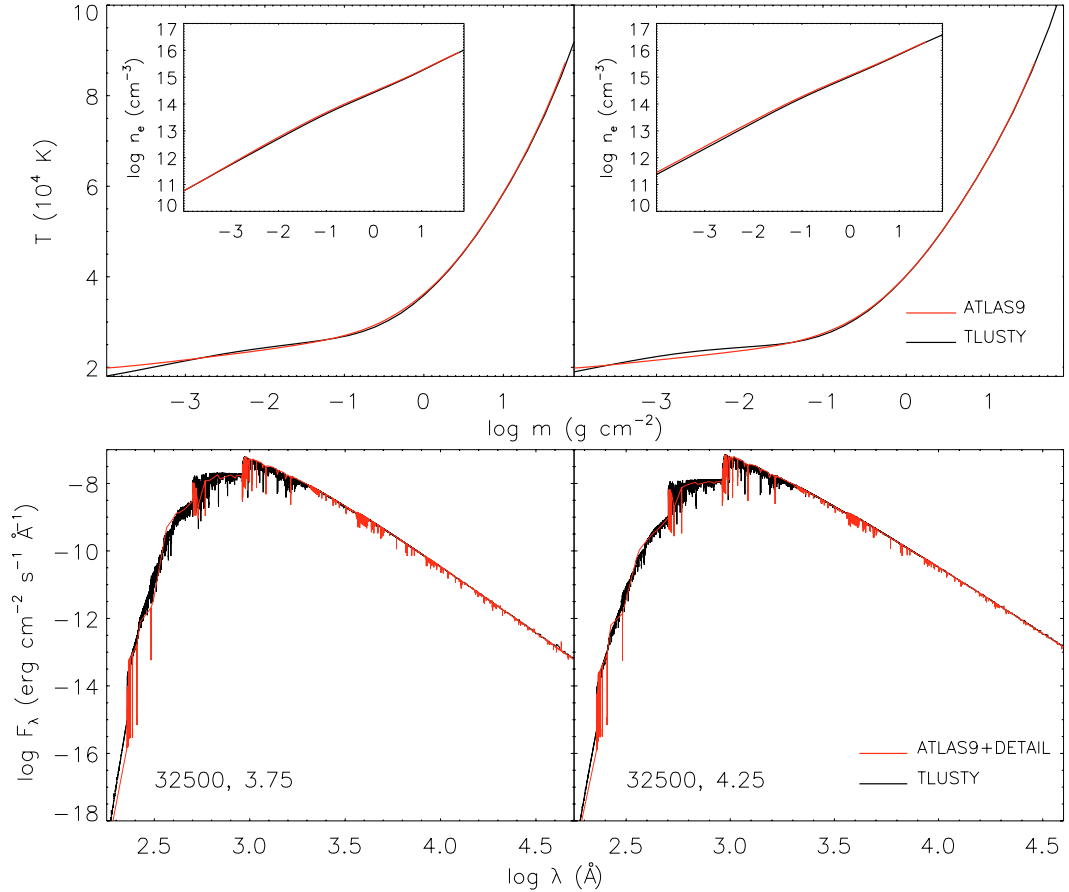 10
8
6
4
2
T (10⁴ K)
17
16
15
14
13
12
11
10
log nₑ (cm⁻³)
-3 -2 -1 0 1
17
16
15
14
13
12
11
10
log nₑ (cm⁻³)
-3 -2 -1 0 1
ATLAS9
TLUSTY
-3 -2 -1 0 1
-3 -2 -1 0 1
log m (g cm⁻²)
-8
-10
-12
-14
-16
-18
log F_λ (erg cm⁻² s⁻¹ Å⁻¹)
32500, 3.75
32500, 4.25
ATLAS9+DETAIL
TLUSTY
2.5 3.0 3.5 4.0 4.5
2.5 3.0 3.5 4.0 4.5
log λ (Å)